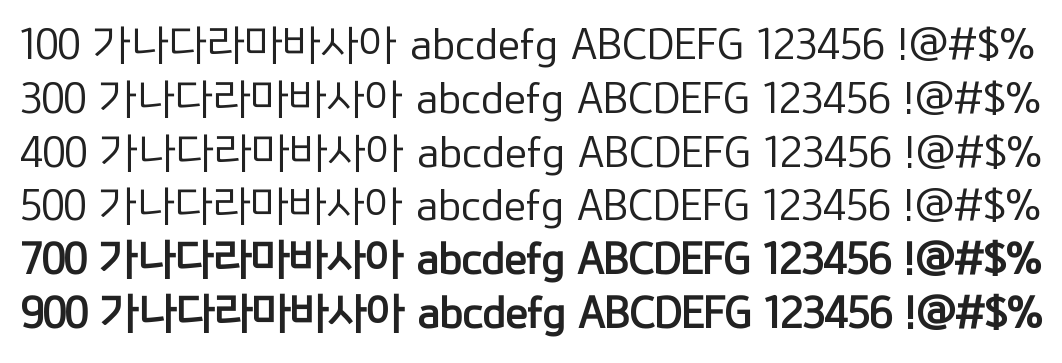 100 가나다라마바사아 abcdefg ABCDEFG 123456 !@#$%
300 가나다라마바사아 abcdefg ABCDEFG 123456 !@#$%
400 가나다라마바사아 abcdefg ABCDEFG 123456 !@#$%
500 가나다라마바사아 abcdefg ABCDEFG 123456 !@#$%
700 가나다라마바사아 abcdefg ABCDEFG 123456 !@#$%
900 가나다라마바사아 abcdefg ABCDEFG 123456 !@#$%